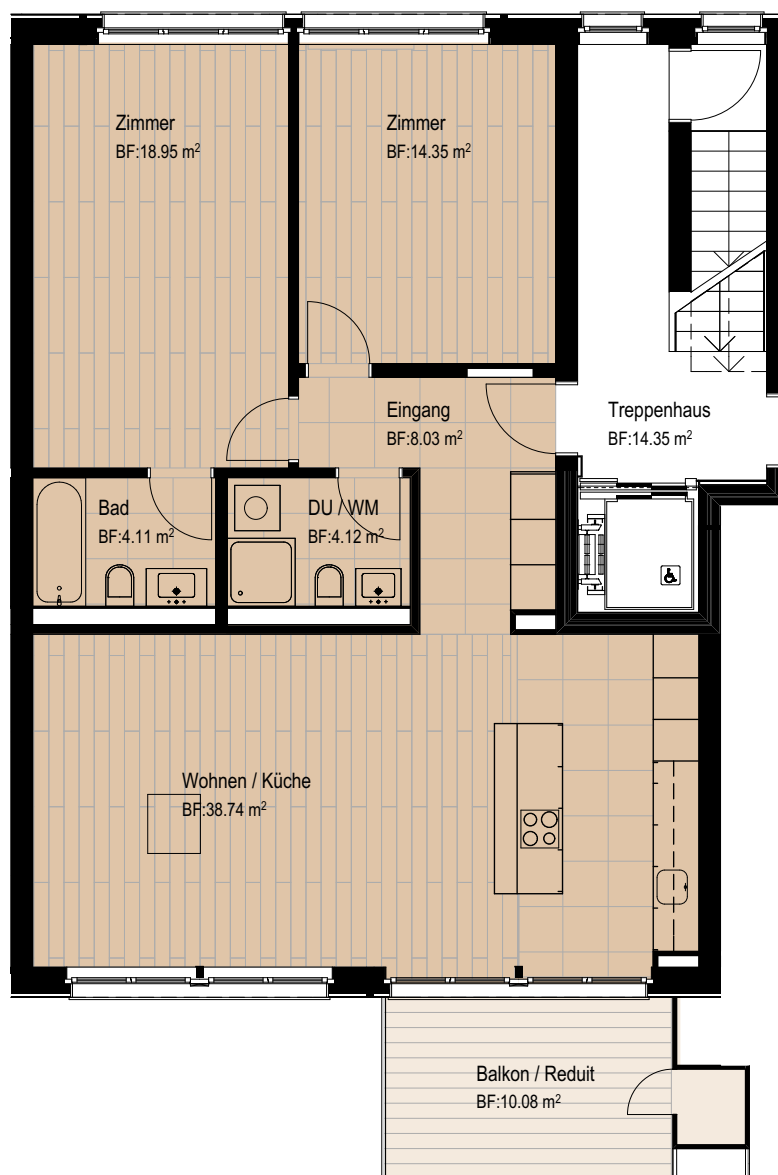 Zimmer
BF:18.95 m²
Zimmer
BF:14.35 m²
Eingang
BF:8.03 m²
Treppenhaus
BF:14.35 m²
Bad
BF:4.11 m²
DU / WM
BF:4.12 m²
Wohnen / Küche
BF:38.74 m²
Balkon / Reduit
BF:10.08 m²